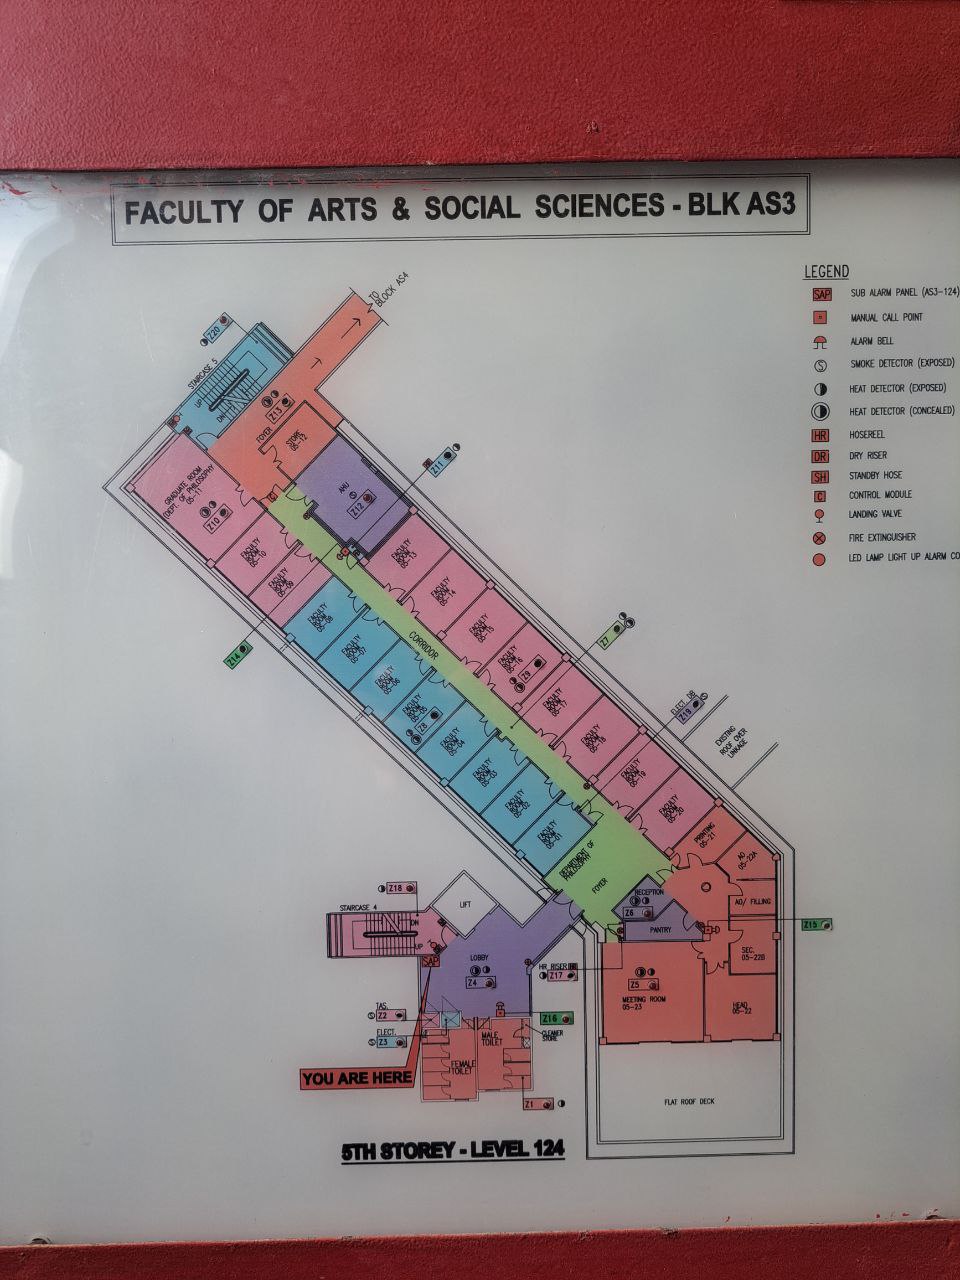 FACULTY OF ARTS & SOCIAL SCIENCES - BLK AS3
LEGEND
SAP SUB ALARM PANEL (AS3-124)
MANUAL CALL POINT
ALARM BELL
S SMOKE DETECTOR (EXPOSED)
HEAT DETECTOR (EXPOSED)
HEAT DETECTOR (CONCEALED)
HR HOSEREEL
DR DRY RISER
SH STANDBY HOSE
C CONTROL MODULE
LANDING VALVE
FIRE EXTINGUISHER
LED LAMP LIGHT UP ALARM CO
TO
BLOCK AS4
Z20
STAIRCASE 5
UP
DN
FOYER
Z13
STORE
05-12
GRADUATE ROOM
(DEPT. OF PHILOSOPHY)
05-11
Z10
AHU
S
Z12
Z11
FACULTY
ROOM
05-10
FACULTY
ROOM
05-09
FACULTY
ROOM
05-13
FACULTY
ROOM
05-14
FACULTY
ROOM
05-15
FACULTY
ROOM
05-16
Z9
FACULTY
ROOM
05-17
FACULTY
ROOM
05-18
FACULTY
ROOM
05-19
FACULTY
ROOM
05-20
Z14
FACULTY
ROOM
05-08
FACULTY
ROOM
05-07
FACULTY
ROOM
05-06
FACULTY
ROOM
05-05
Z8
FACULTY
ROOM
05-04
FACULTY
ROOM
05-03
FACULTY
ROOM
05-02
FACULTY
ROOM
05-01
CORRIDOR
Z7
ELECT. DB
Z19
S
EXISTING
ROOF OVER
LINKAGE
PRINTING
05-21
AO
05-22A
AO/ FILLING
SEC.
05-22B
HEAD
05-22
Z15
DEPARTMENT OF
PHILOSOPHY
FOYER
RECEPTION
Z6
PANTRY
Z5
MEETING ROOM
05-23
Z18
STAIRCASE 4
DN
UP
LIFT
SAP
LOBBY
Z4
HR RISER
Z17
TAS.
S Z2
ELECT.
S Z3
Z16
CLEANER
STORE
MALE
TOILET
FEMALE
TOILET
Z1
YOU ARE HERE
FLAT ROOF DECK
5TH STOREY - LEVEL 124